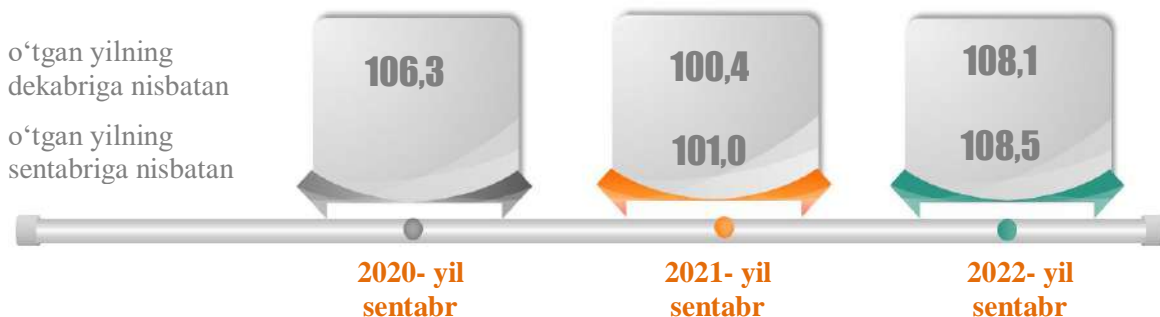 o‘tgan yilning
dekabriga nisbatan
106,3
100,4
108,1
o‘tgan yilning
sentabriga nisbatan
101,0
108,5
2020- yil
sentabr
2021- yil
sentabr
2022- yil
sentabr